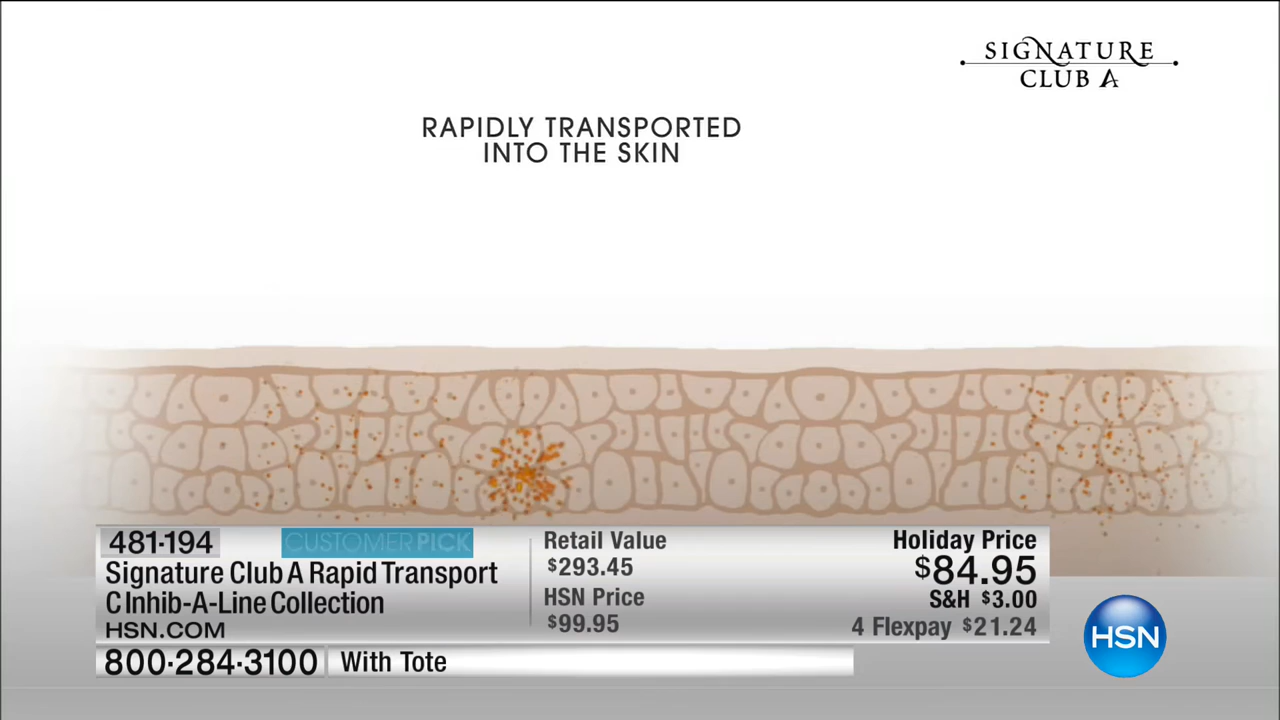 SIGNATURE
CLUB A
RAPIDLY TRANSPORTED
INTO THE SKIN
481-194
CUSTOMER PICK
Signature Club A Rapid Transport
C Inhib-A-Line Collection
HSN.COM
Retail Value
$293.45
HSN Price
$99.95
Holiday Price
$84.95
S&H $3.00
4 Flexpay $21.24
HSN
800-284-3100
With Tote